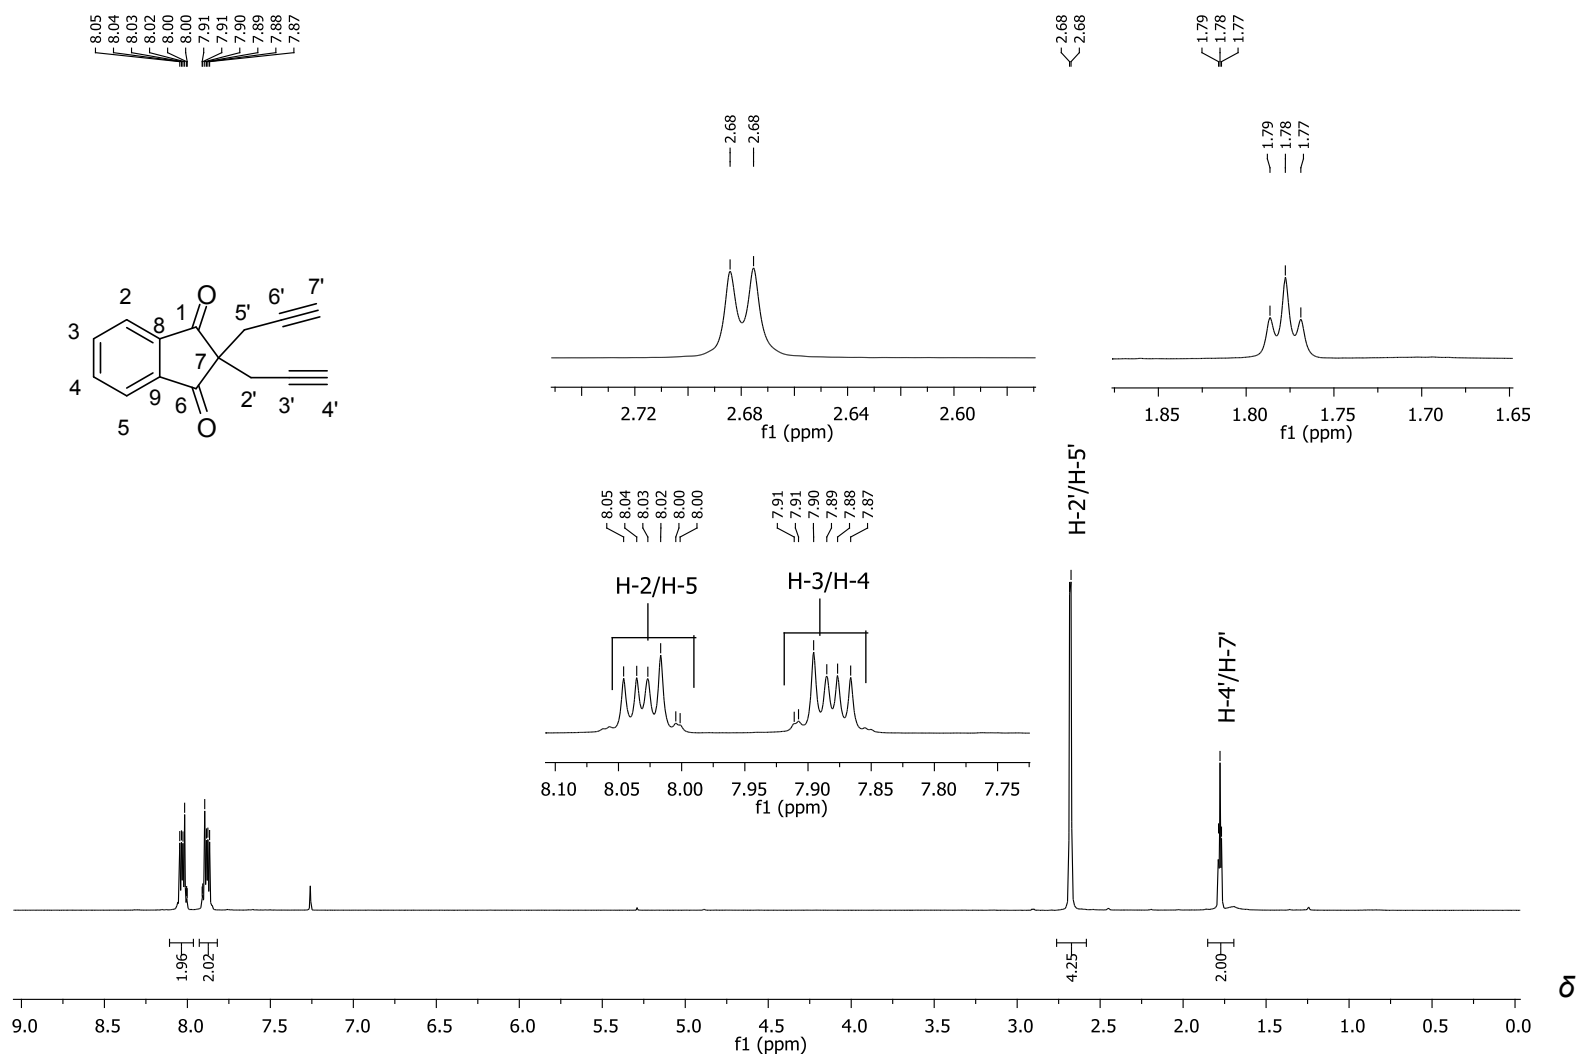 8.05 8.04 8.03 8.02 8.00 8.00 7.91 7.91 7.90 7.89 7.88 7.87
2.68 2.68
1.79 1.78 1.77
2.68 2.68
1.79 1.78 1.77
2 3 4 5 1 8 7 9 6 O O 5' 6' 7' 2' 3' 4'
2.72 2.68 2.64 2.60
f1 (ppm)
1.85 1.80 1.75 1.70 1.65
f1 (ppm)
8.05 8.04 8.03 8.02 8.00 8.00
7.91 7.91 7.90 7.89 7.88 7.87
H-2/H-5
H-3/H-4
8.10 8.05 8.00 7.95 7.90 7.85 7.80 7.75
f1 (ppm)
H-2'/H-5'
H-4'/H-7'
1.96 2.02 4.25 2.00
δ
9.0 8.5 8.0 7.5 7.0 6.5 6.0 5.5 5.0 4.5 4.0 3.5 3.0 2.5 2.0 1.5 1.0 0.5 0.0
f1 (ppm)